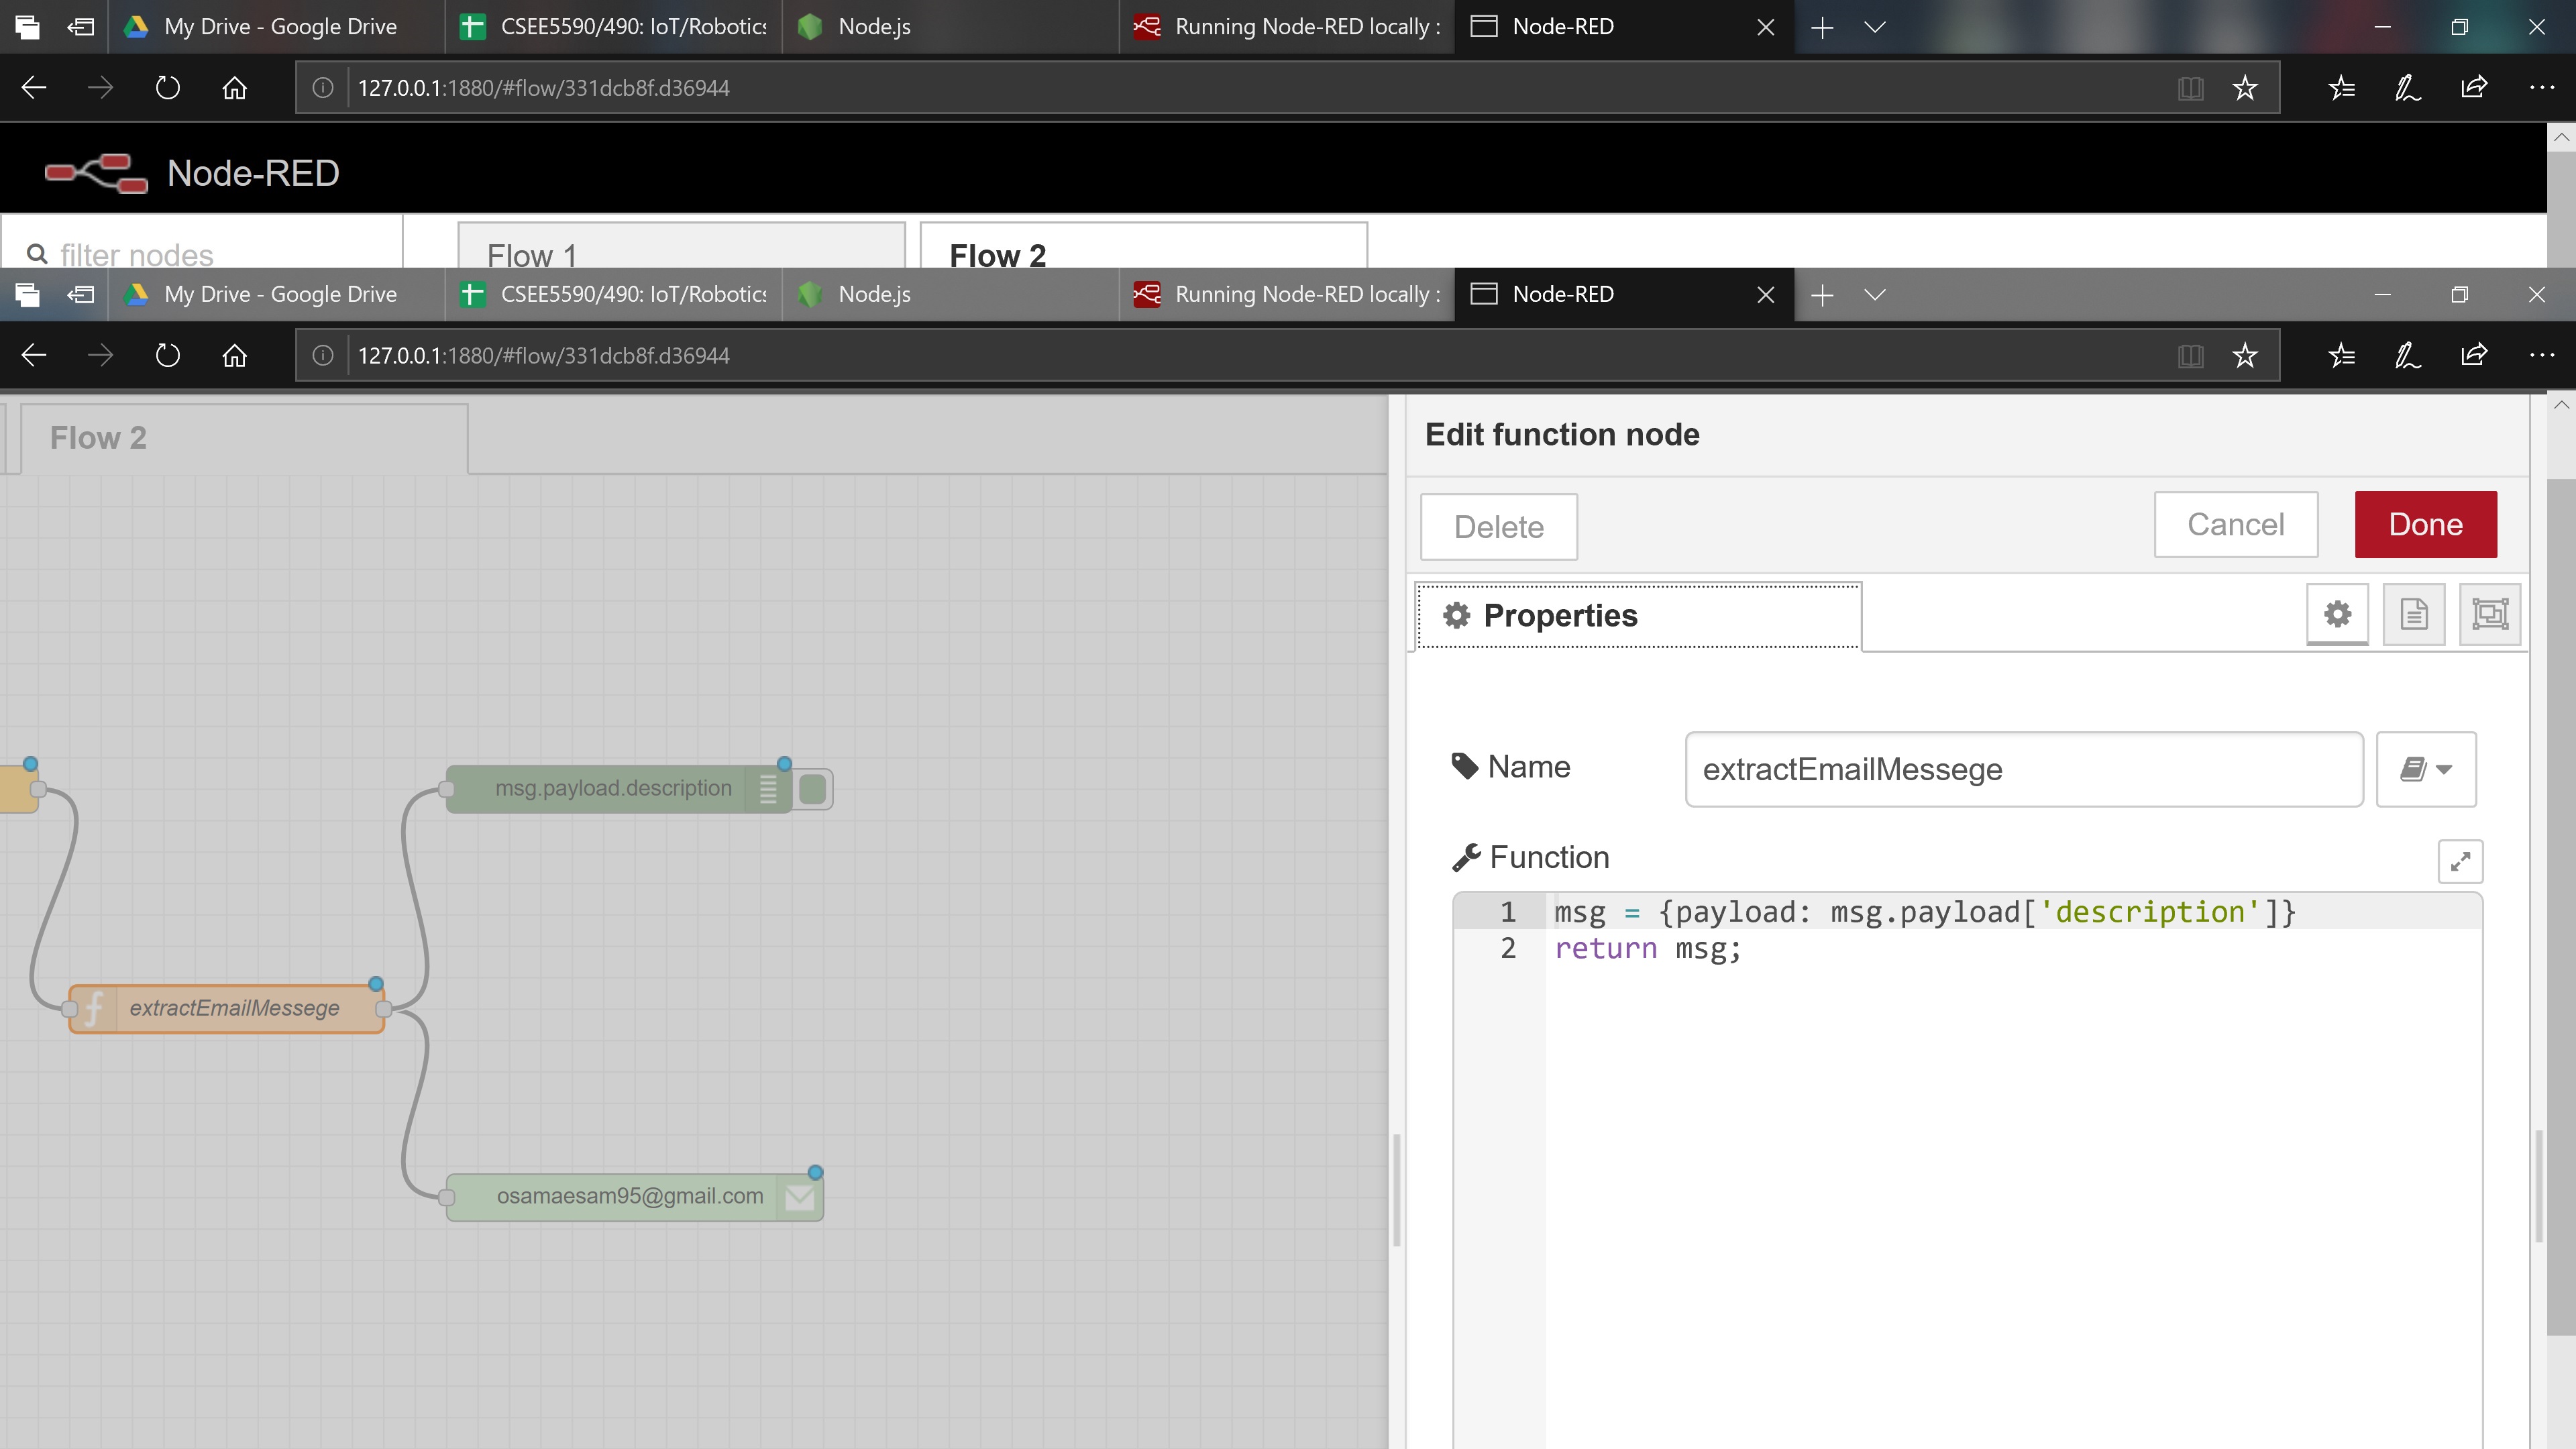 My Drive - Google Drive
CSEE5590/490: IoT/Robotics
Node.js
Running Node-RED locally :
Node-RED
127.0.0.1:1880/#flow/331dcb8f.d36944
Node-RED
filter nodes
Flow 1
Flow 2
My Drive - Google Drive
CSEE5590/490: IoT/Robotics
Node.js
Running Node-RED locally :
Node-RED
127.0.0.1:1880/#flow/331dcb8f.d36944
Flow 2
msg.payload.description
extractEmailMessege
osamaesam95@gmail.com
Edit function node
Delete
Cancel
Done
Properties
Name
extractEmailMessege
Function
1 msg = {payload: msg.payload['description']}
2 return msg;